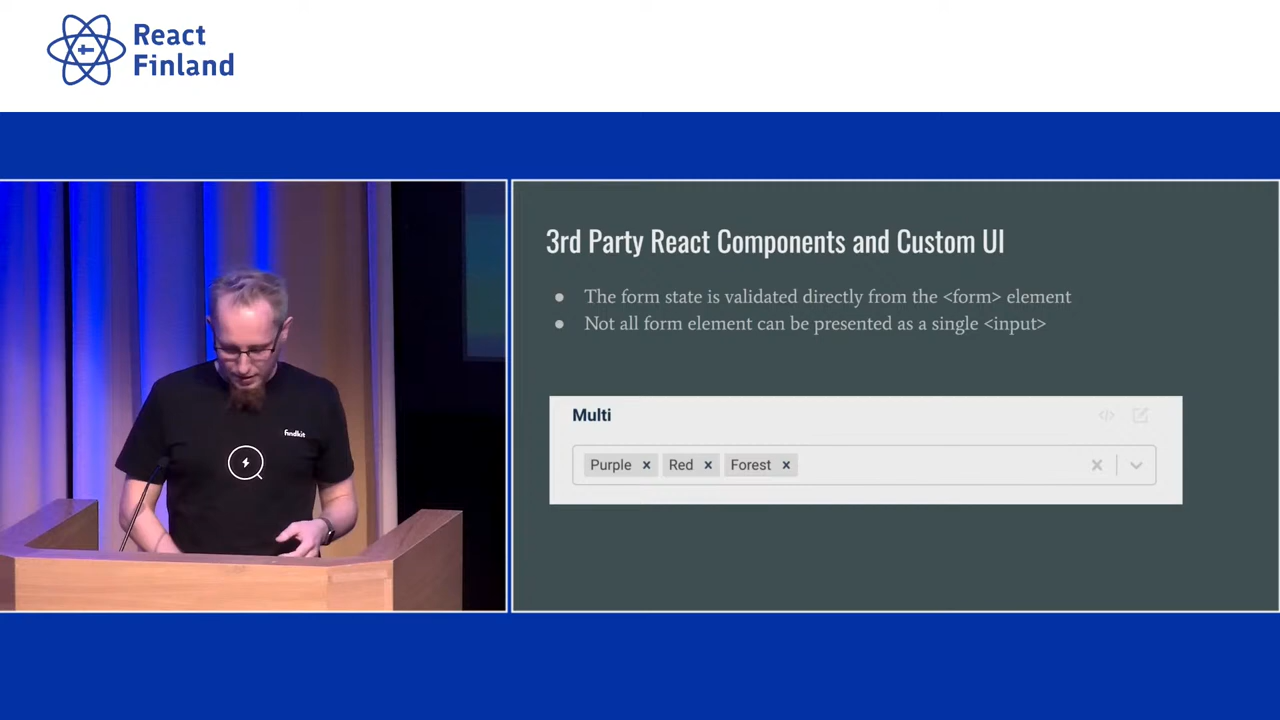 React
Finland
3rd Party React Components and Custom UI
● The form state is validated directly from the <form> element
● Not all form element can be presented as a single <input>
Multi
Purple × Red × Forest ×
fundkit